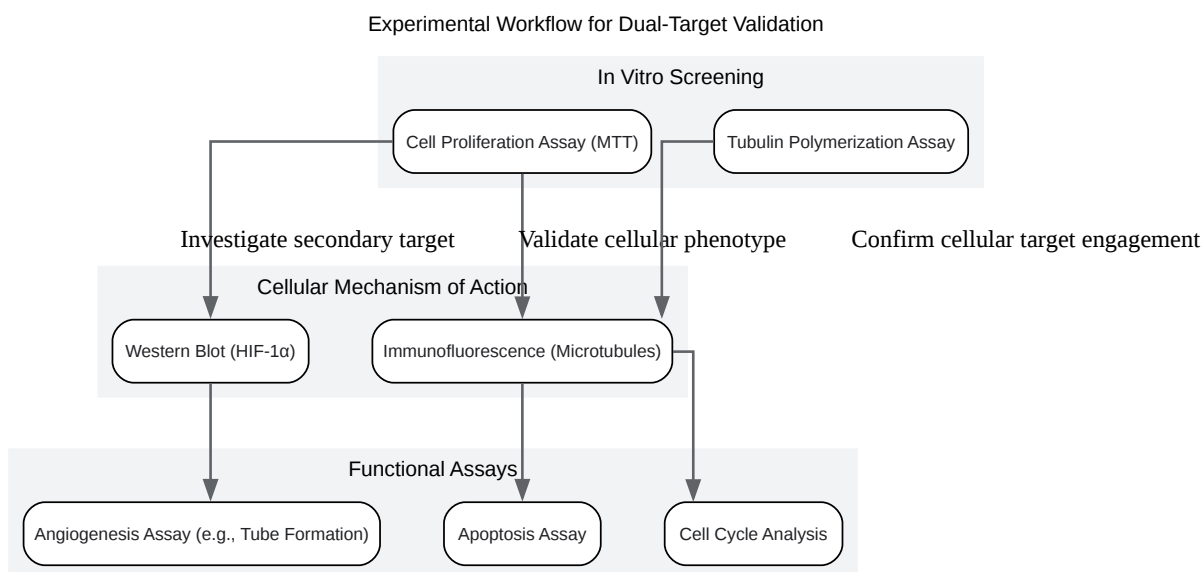 Experimental Workflow for Dual-Target Validation
In Vitro Screening
Cell Proliferation Assay (MTT)
Tubulin Polymerization Assay
Investigate secondary target
Validate cellular phenotype
Confirm cellular target engagement
Cellular Mechanism of Action
Western Blot (HIF-1α)
Immunofluorescence (Microtubules)
Functional Assays
Angiogenesis Assay (e.g., Tube Formation)
Apoptosis Assay
Cell Cycle Analysis